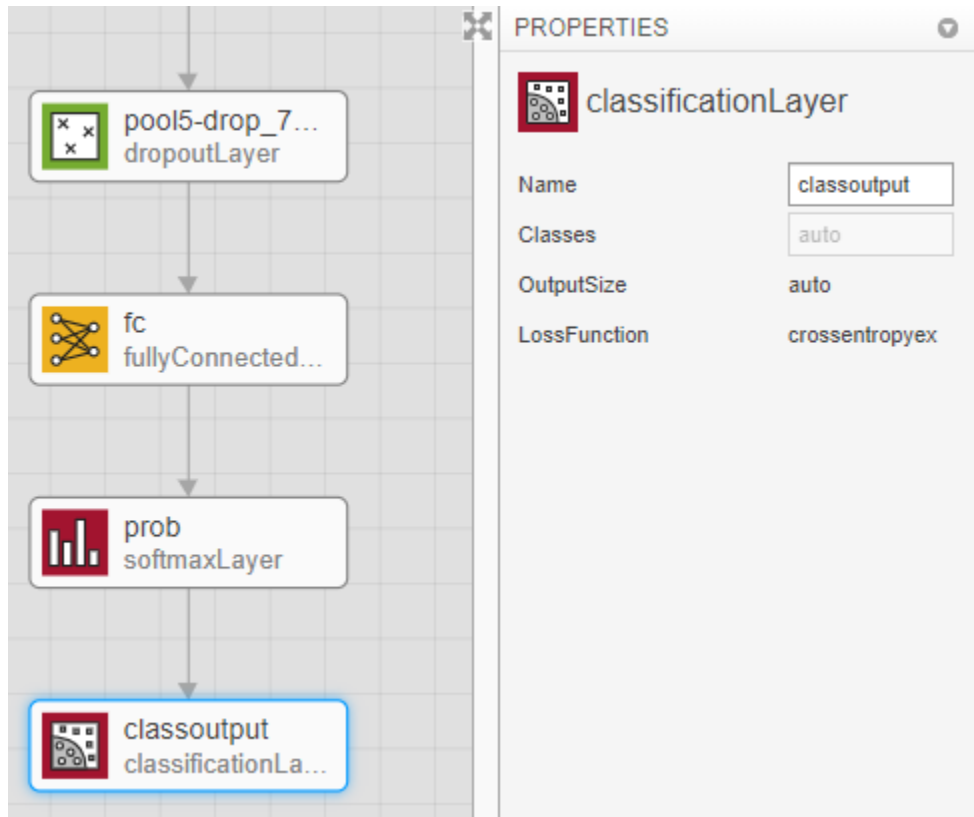 pool5-drop_7...
dropoutLayer
fc
fullyConnected...
prob
softmaxLayer
classoutput
classificationLa...
PROPERTIES
classificationLayer
Name classoutput
Classes auto
OutputSize auto
LossFunction crossentropyex